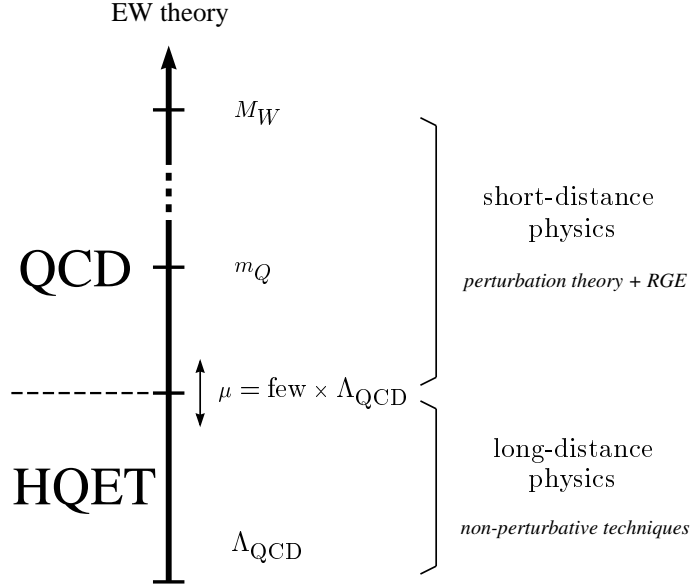 EW theory
M_W
short-distance
physics
QCD
m_Q
perturbation theory + RGE
μ = few × Λ_QCD
long-distance
physics
HQET
non-perturbative techniques
Λ_QCD